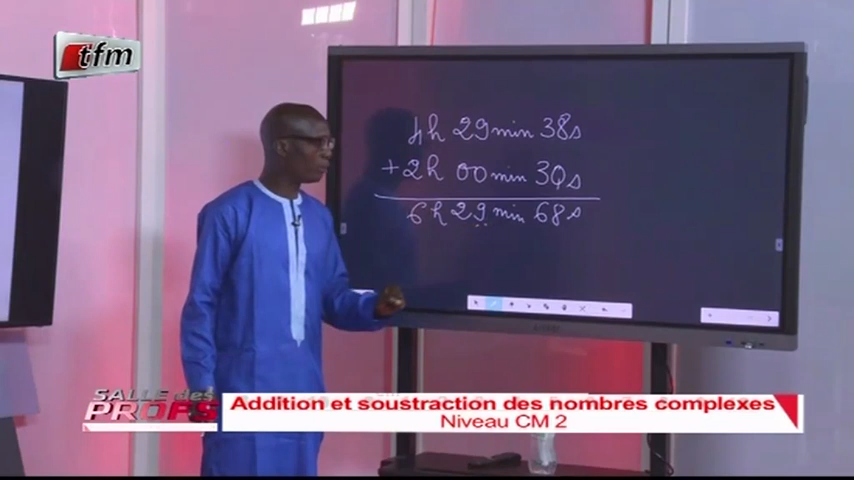 tfm
4h 29min 38s
+2h 00min 30s
6h 29min 68s
SALLE des
PROFS
Addition et soustraction des nombres complexes
Niveau CM 2